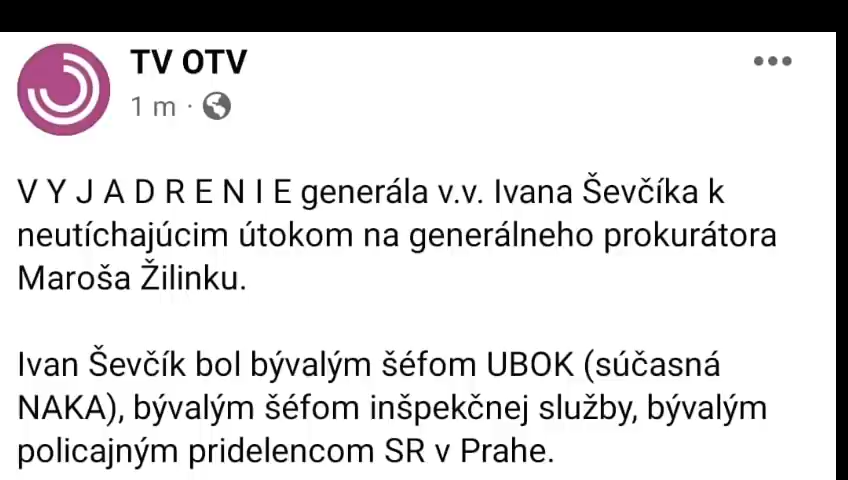 TV OTV
1 m ·
V Y J A D R E N I E generála v.v. Ivana Ševčíka k
neutíchajúcim útokom na generálneho prokurátora
Maroša Žilinku.
Ivan Ševčík bol bývalým šéfom UBOK (súčasná
NAKA), bývalým šéfom inšpekčnej služby, bývalým
policajným pridelencom SR v Prahe.